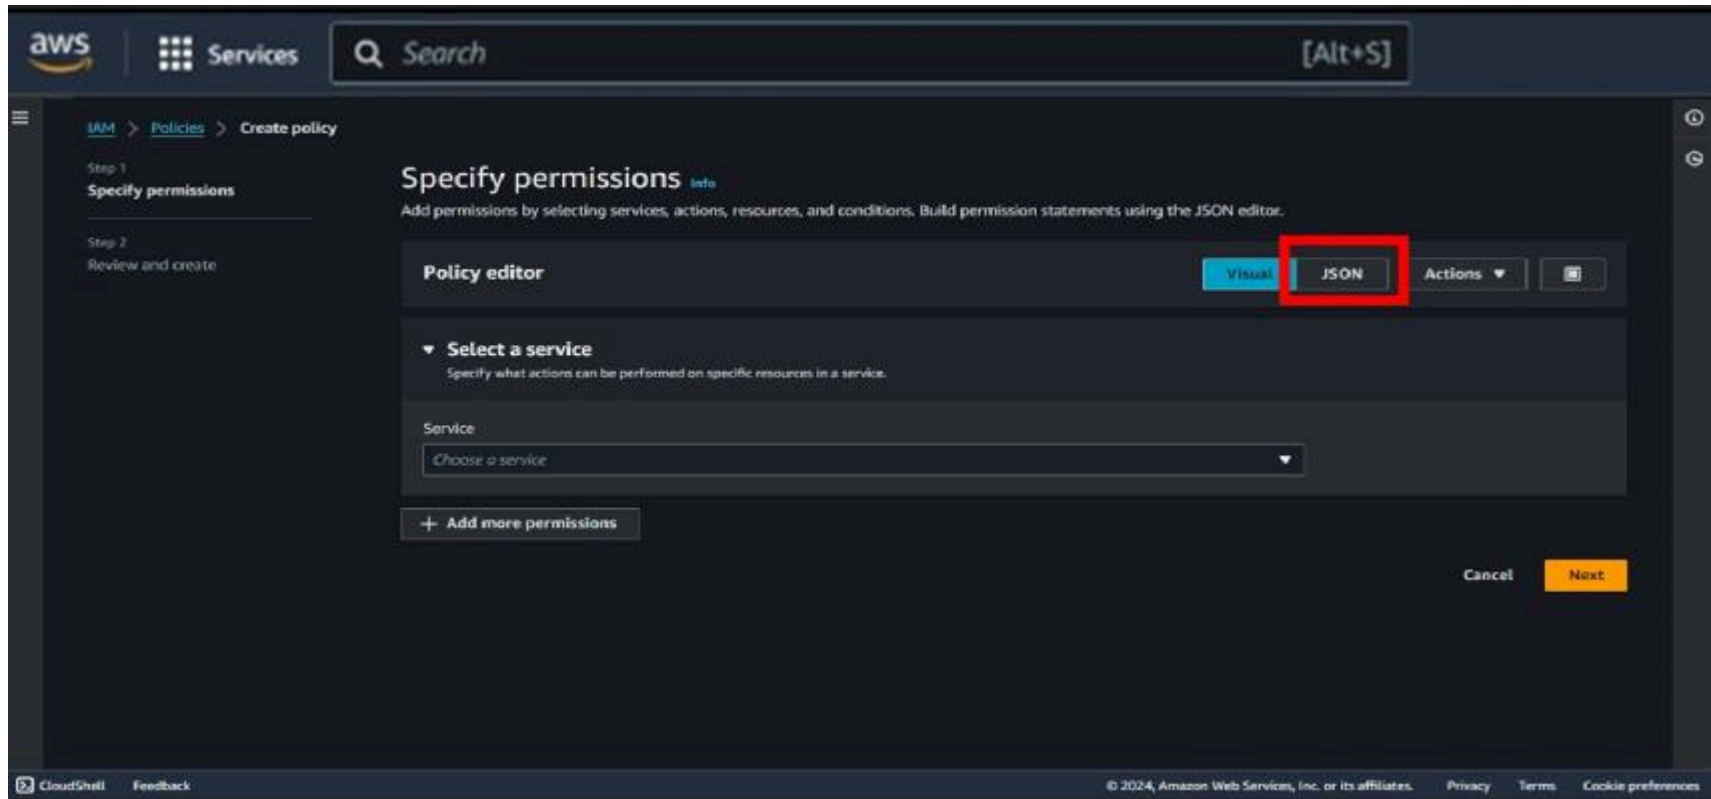 aws
Services
Search
[Alt+S]
IAM > Policies > Create policy
Step 1
Specify permissions
Step 2
Review and create
Specify permissions Info
Add permissions by selecting services, actions, resources, and conditions. Build permission statements using the JSON editor.
Policy editor
Visual
JSON
Actions
Select a service
Specify what actions can be performed on specific resources in a service.
Service
Choose a service
+ Add more permissions
Cancel
Next
CloudShell
Feedback
© 2024, Amazon Web Services, Inc. or its affiliates.
Privacy
Terms
Cookie preferences